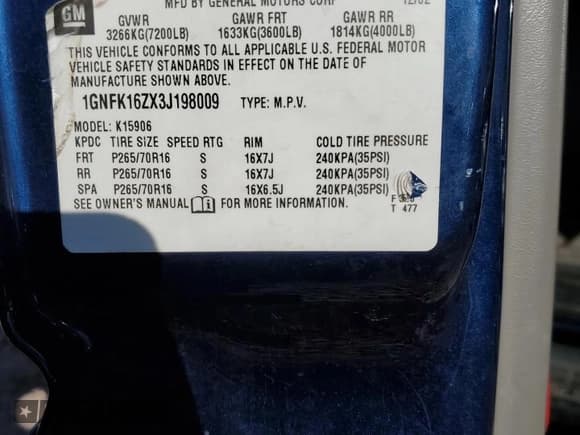 MFD BY GENERAL MOTORS CORP 12/02
GM
GVWR GAWR FRT GAWR RR
3266KG(7200LB) 1633KG(3600LB) 1814KG(4000LB)
THIS VEHICLE CONFORMS TO ALL APPLICABLE U.S. FEDERAL MOTOR
VEHICLE SAFETY STANDARDS IN EFFECT ON THE DATE OF
MANUFACTURE SHOWN ABOVE.
1GNFK16ZX3J198009 TYPE: M.P.V.
MODEL: K15906
KPDC TIRE SIZE SPEED RTG RIM COLD TIRE PRESSURE
FRT P265/70R16 S 16X7J 240KPA(35PSI)
RR P265/70R16 S 16X7J 240KPA(35PSI)
SPA P265/70R16 S 16X6.5J 240KPA(35PSI)
SEE OWNER'S MANUAL FOR MORE INFORMATION.
F
T 477